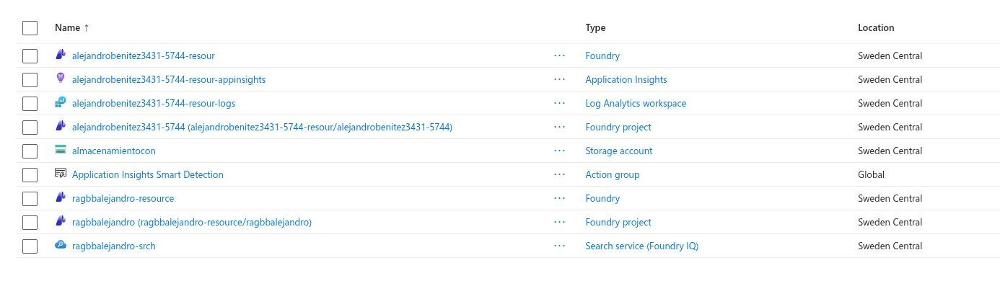 Name ↑ Type Location
alejandrobenitez3431-5744-resour ··· Foundry Sweden Central
alejandrobenitez3431-5744-resour-appinsights ··· Application Insights Sweden Central
alejandrobenitez3431-5744-resour-logs ··· Log Analytics workspace Sweden Central
alejandrobenitez3431-5744 (alejandrobenitez3431-5744-resour/alejandrobenitez3431-5744) ··· Foundry project Sweden Central
almacenamientocon ··· Storage account Sweden Central
Application Insights Smart Detection ··· Action group Global
ragbbalejandro-resource ··· Foundry Sweden Central
ragbbalejandro (ragbbalejandro-resource/ragbbalejandro) ··· Foundry project Sweden Central
ragbbalejandro-srch ··· Search service (Foundry IQ) Sweden Central